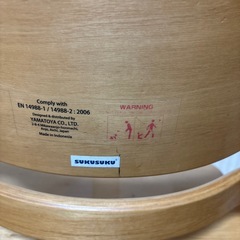 Comply with
EN 14988-1 / 14988-2 : 2006
Designed & distributed by
YAMATOYA CO., LTD.
Japan
Made in Indonesia
WARNING
SUKUSUKU